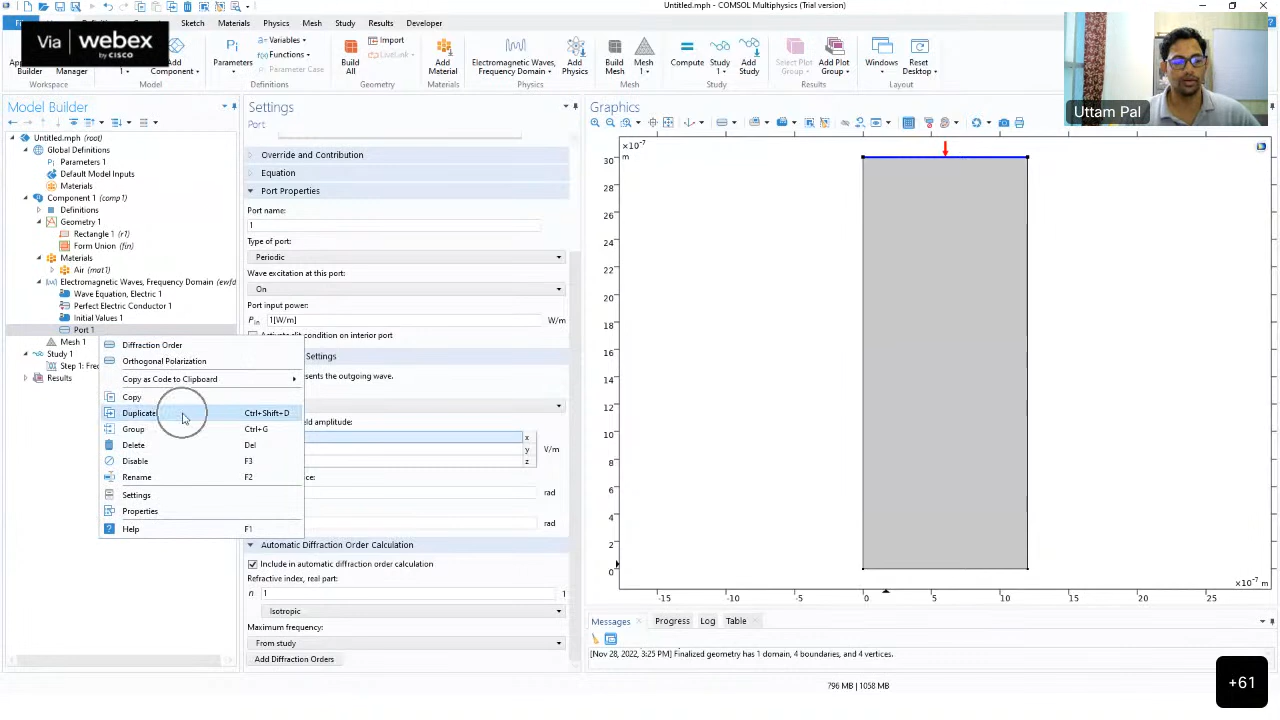 Untitled.mph - COMSOL Multiphysics (Trial version)
Sketch Materials Physics Mesh Study Results Developer
Via webex
by CISCO
Builder
Manager
Component
Workspace
Model
Parameters
Variables
Functions
Parameter Case
Definitions
Build
All
Import
LiveLink
Geometry
Add
Material
Materials
Electromagnetic Waves,
Frequency Domain
Add
Physics
Physics
Build
Mesh
Mesh
1
Mesh
Compute
Study
1
Add
Study
Study
Select Plot
Group
Add Plot
Group
Results
Windows
Reset
Desktop
Layout
Uttam Pal
Model Builder
Untitled.mph (root)
Global Definitions
Parameters 1
Default Model Inputs
Materials
Component 1 (comp1)
Definitions
Geometry 1
Rectangle 1 (r1)
Form Union (fin)
Materials
Air (mat1)
Electromagnetic Waves, Frequency Domain (ewfd
Wave Equation, Electric 1
Perfect Electric Conductor 1
Initial Values 1
Port 1
Mesh 1
Study 1
Step 1: Fre
Results
Diffraction Order
Orthogonal Polarization
Copy as Code to Clipboard
Copy
Duplicate Ctrl+Shift+D
Group Ctrl+G
Delete Del
Disable F3
Rename F2
Settings
Properties
Help F1
Settings
Port
Override and Contribution
Equation
Port Properties
Port name:
1
Type of port:
Periodic
Wave excitation at this port:
On
Port input power:
Pin 1[W/m] W/m
Activate slit condition on interior port
Settings
sents the outgoing wave.
ld amplitude:
x
y V/m
z
ce:
rad
rad
Automatic Diffraction Order Calculation
Include in automatic diffraction order calculation
Refractive index, real part:
n 1 1
Isotropic
Maximum frequency:
From study
Add Diffraction Orders
Graphics
×10⁻⁷
m
30
28
26
24
22
20
18
16
14
12
10
8
6
4
2
0
×10⁻⁷ m
-15 -10 -5 0 5 10 15 20 25
Messages Progress Log Table
[Nov 28, 2022, 3:25 PM] Finalized geometry has 1 domain, 4 boundaries, and 4 vertices.
796 MB | 1058 MB
+61